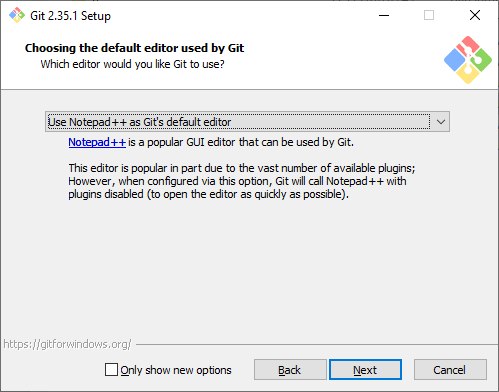 Git 2.35.1 Setup
Choosing the default editor used by Git
Which editor would you like Git to use?
Use Notepad++ as Git's default editor
Notepad++ is a popular GUI editor that can be used by Git.
This editor is popular in part due to the vast number of available plugins;
However, when configured via this option, Git will call Notepad++ with
plugins disabled (to open the editor as quickly as possible).
https://gitforwindows.org/
Only show new options
Back
Next
Cancel